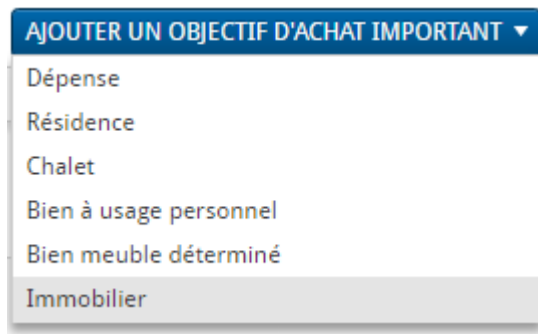 AJOUTER UN OBJECTIF D'ACHAT IMPORTANT
Dépense
Résidence
Chalet
Bien à usage personnel
Bien meuble déterminé
Immobilier